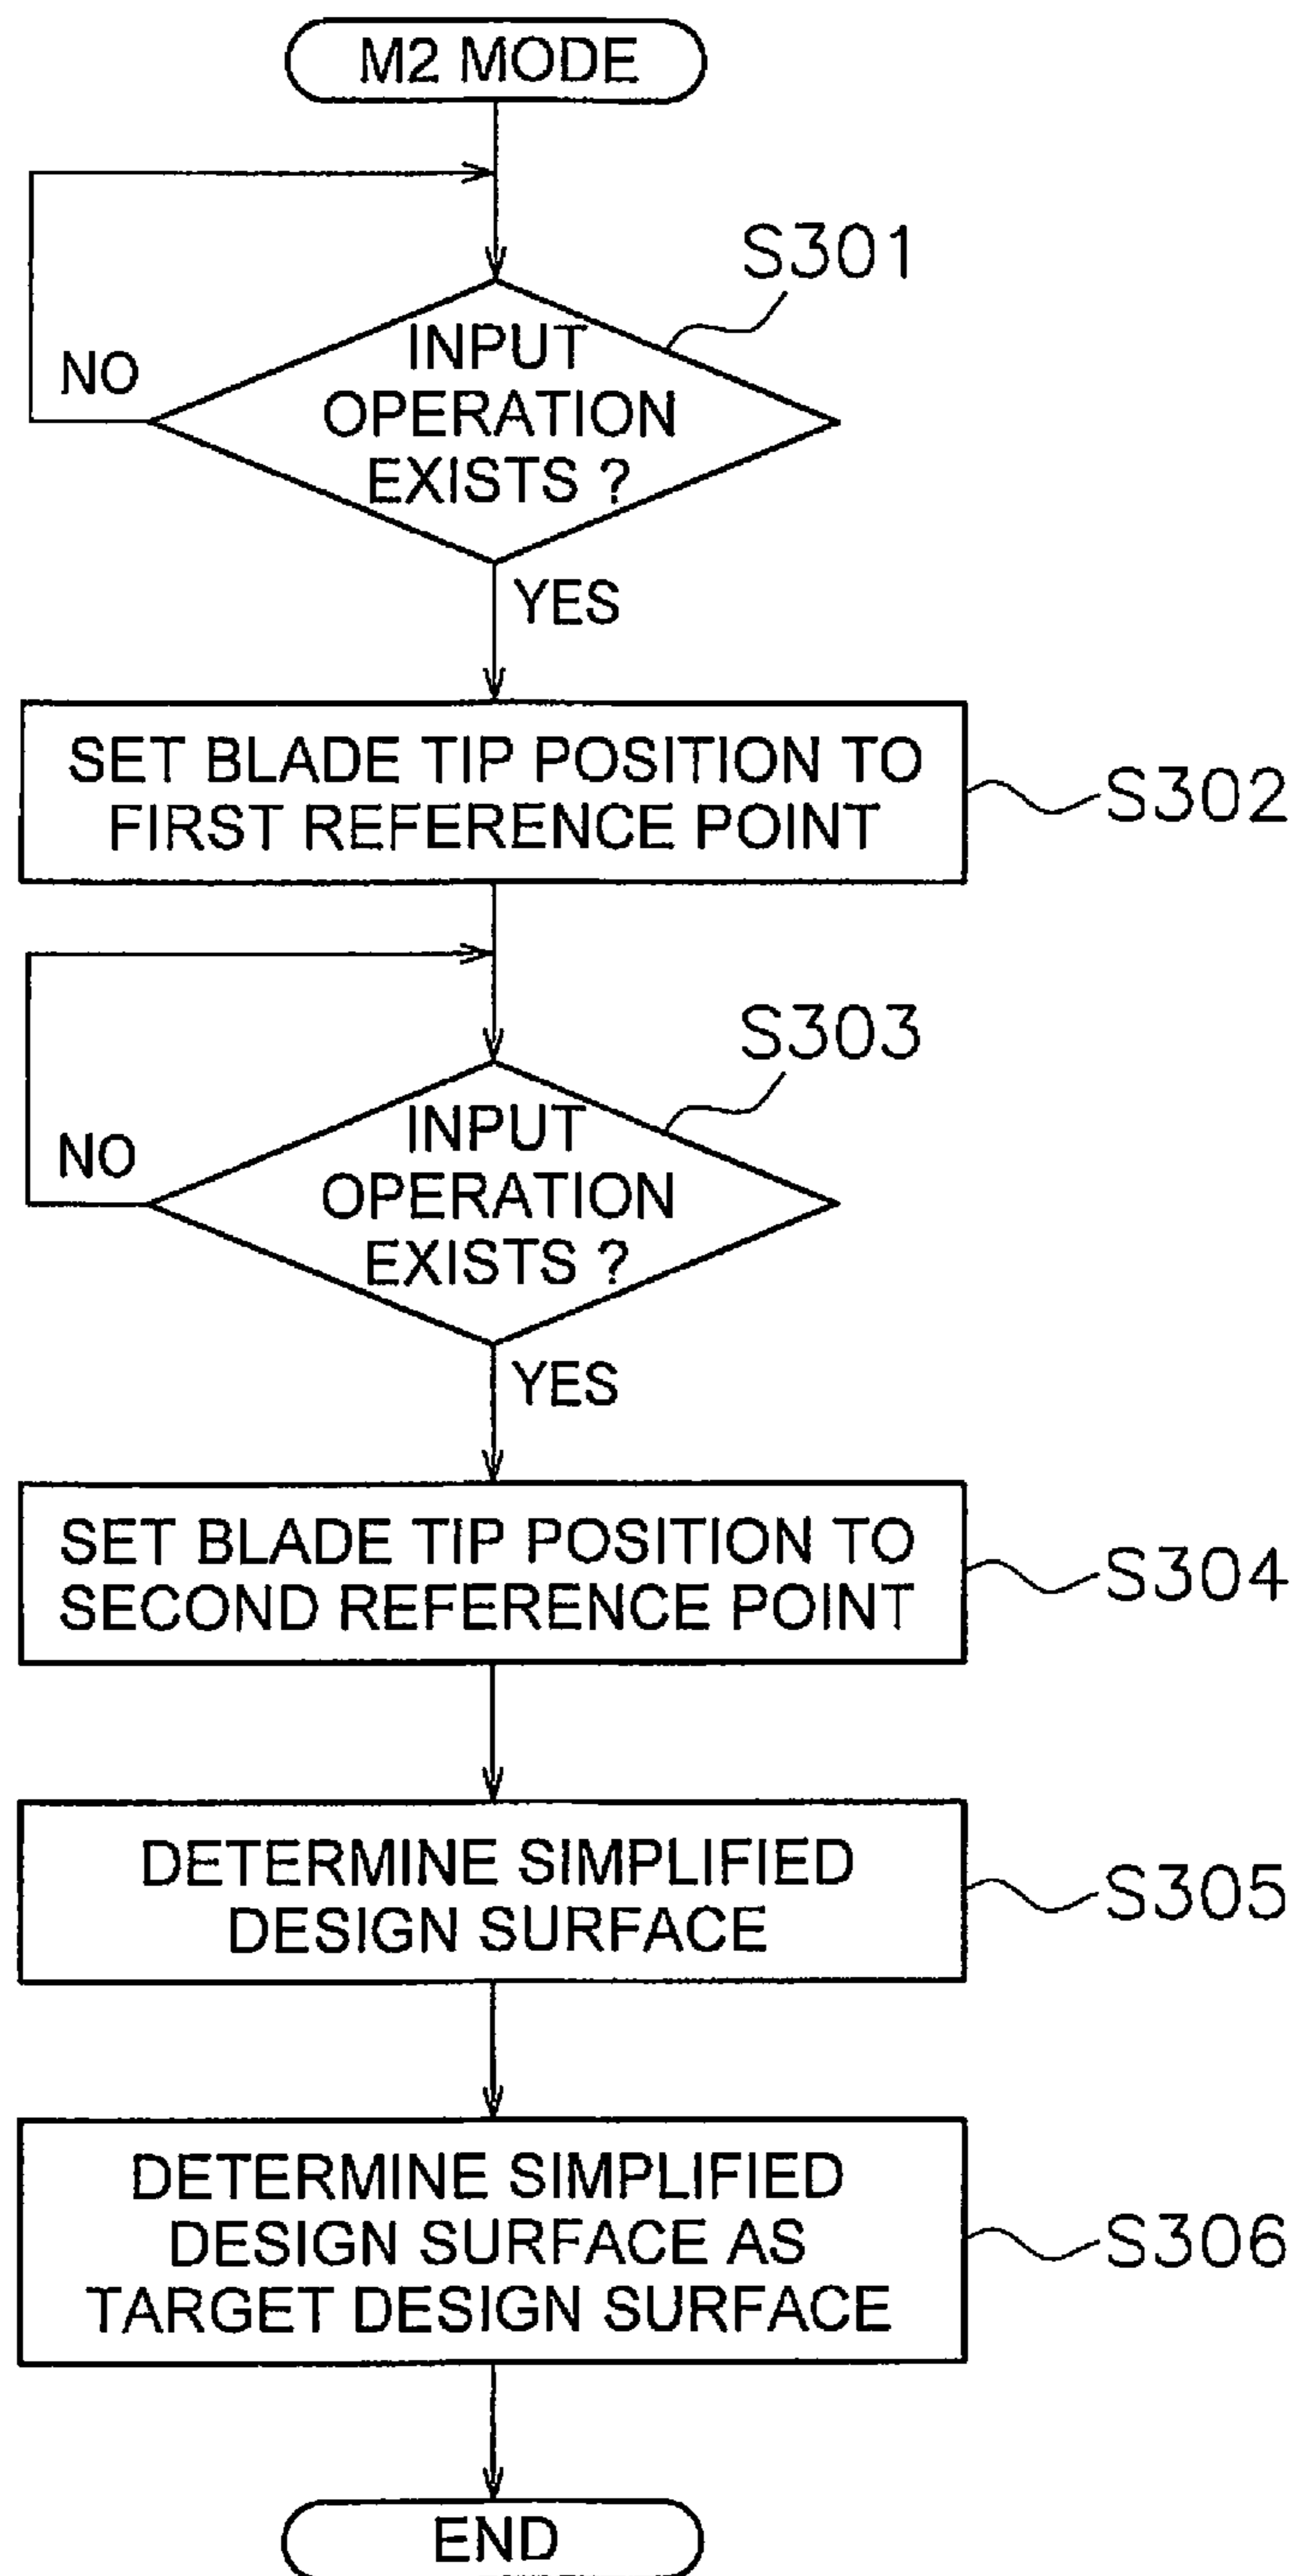 M2 MODE
S301
INPUT
OPERATION
EXISTS ?
NO
YES
SET BLADE TIP POSITION TO
FIRST REFERENCE POINT
S302
S303
INPUT
OPERATION
EXISTS ?
NO
YES
SET BLADE TIP POSITION TO
SECOND REFERENCE POINT
S304
DETERMINE SIMPLIFIED
DESIGN SURFACE
S305
DETERMINE SIMPLIFIED
DESIGN SURFACE AS
TARGET DESIGN SURFACE
S306
END